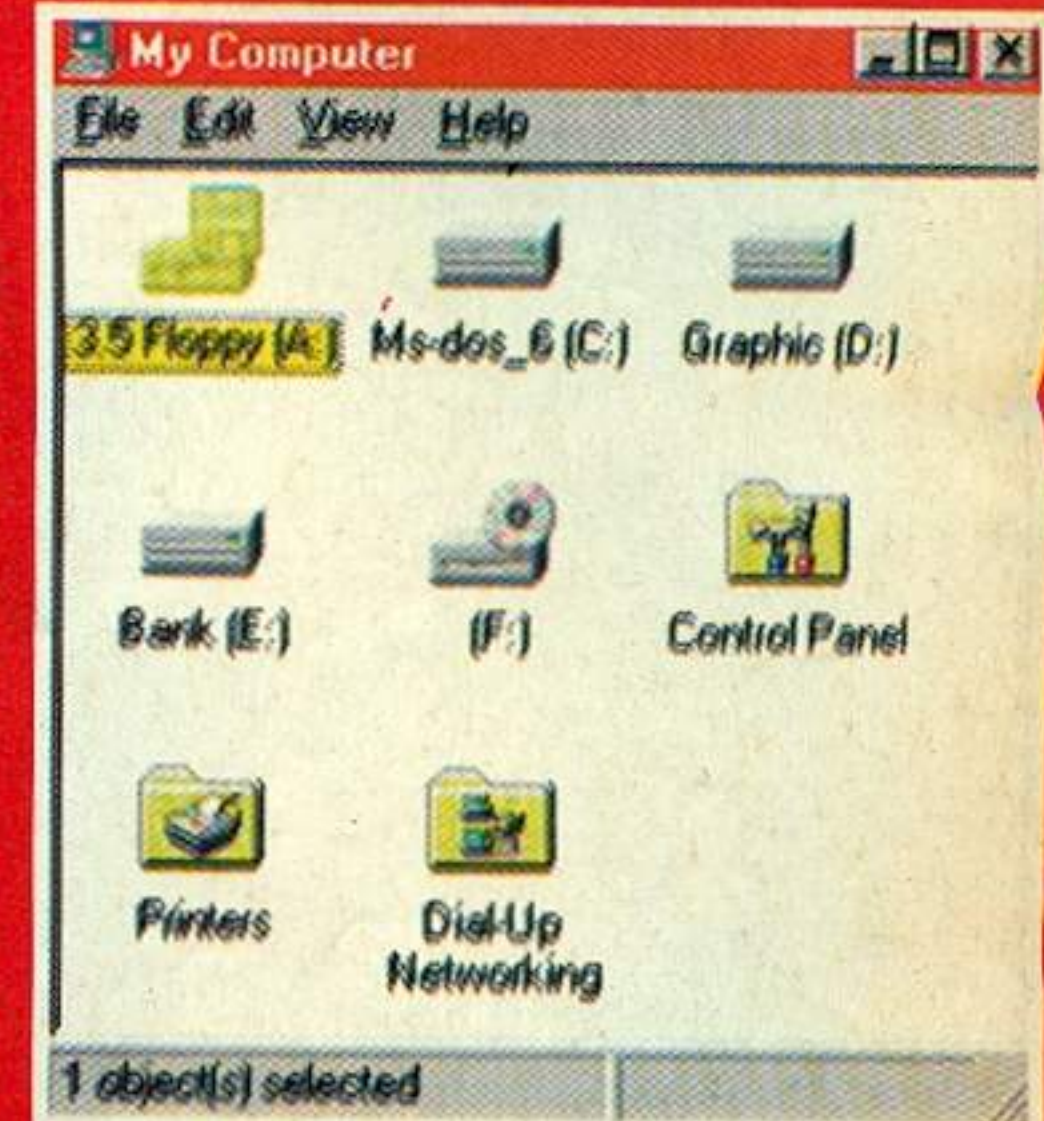 My Computer
File Edit View Help
3.5 Floppy (A:) Ms-dos_6 (C:) Graphic (D:)
Bank (E:) (F:) Control Panel
Printers Dial-Up
Networking
1 object(s) selected